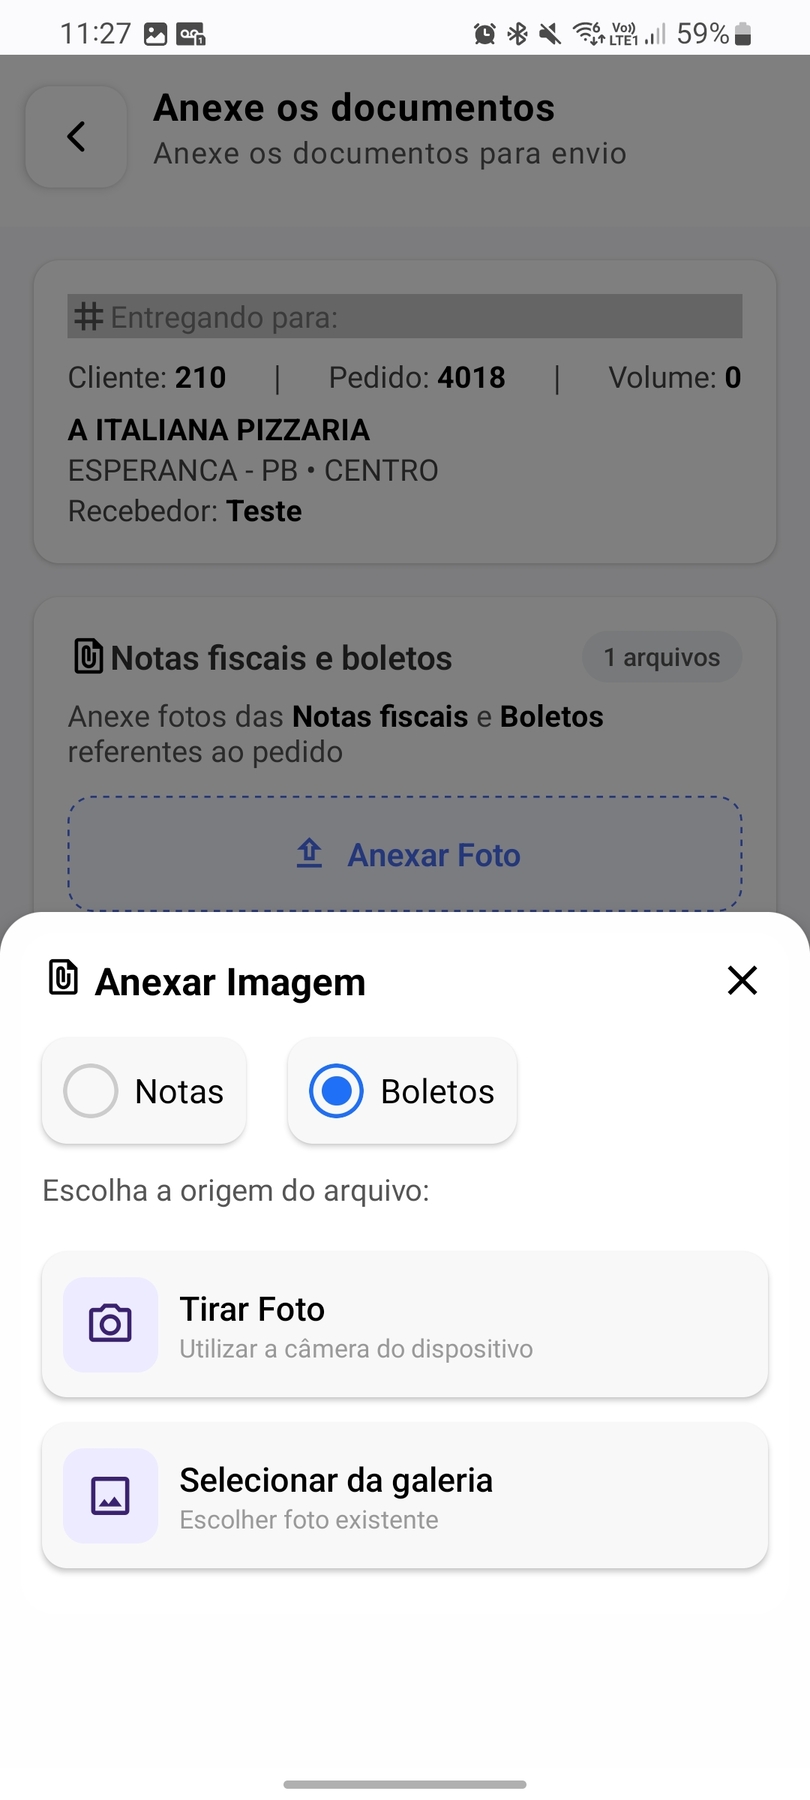 11:27
Vo))
LTE1
59%
Anexe os documentos
Anexe os documentos para envio
Entregando para:
Cliente: 210 | Pedido: 4018 | Volume: 0
A ITALIANA PIZZARIA
ESPERANCA - PB • CENTRO
Recebedor: Teste
Notas fiscais e boletos
1 arquivos
Anexe fotos das Notas fiscais e Boletos
referentes ao pedido
Anexar Foto
Anexar Imagem
Notas
Boletos
Escolha a origem do arquivo:
Tirar Foto
Utilizar a câmera do dispositivo
Selecionar da galeria
Escolher foto existente